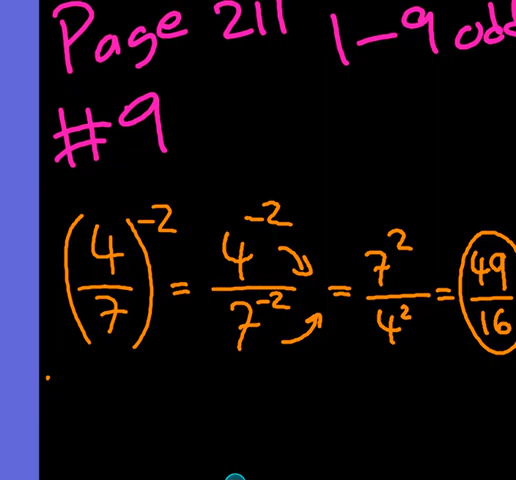 Page 211 1-9 odd
#9
(4/7)^-2 = 4^-2/7^-2 = 7^2/4^2 = 49/16